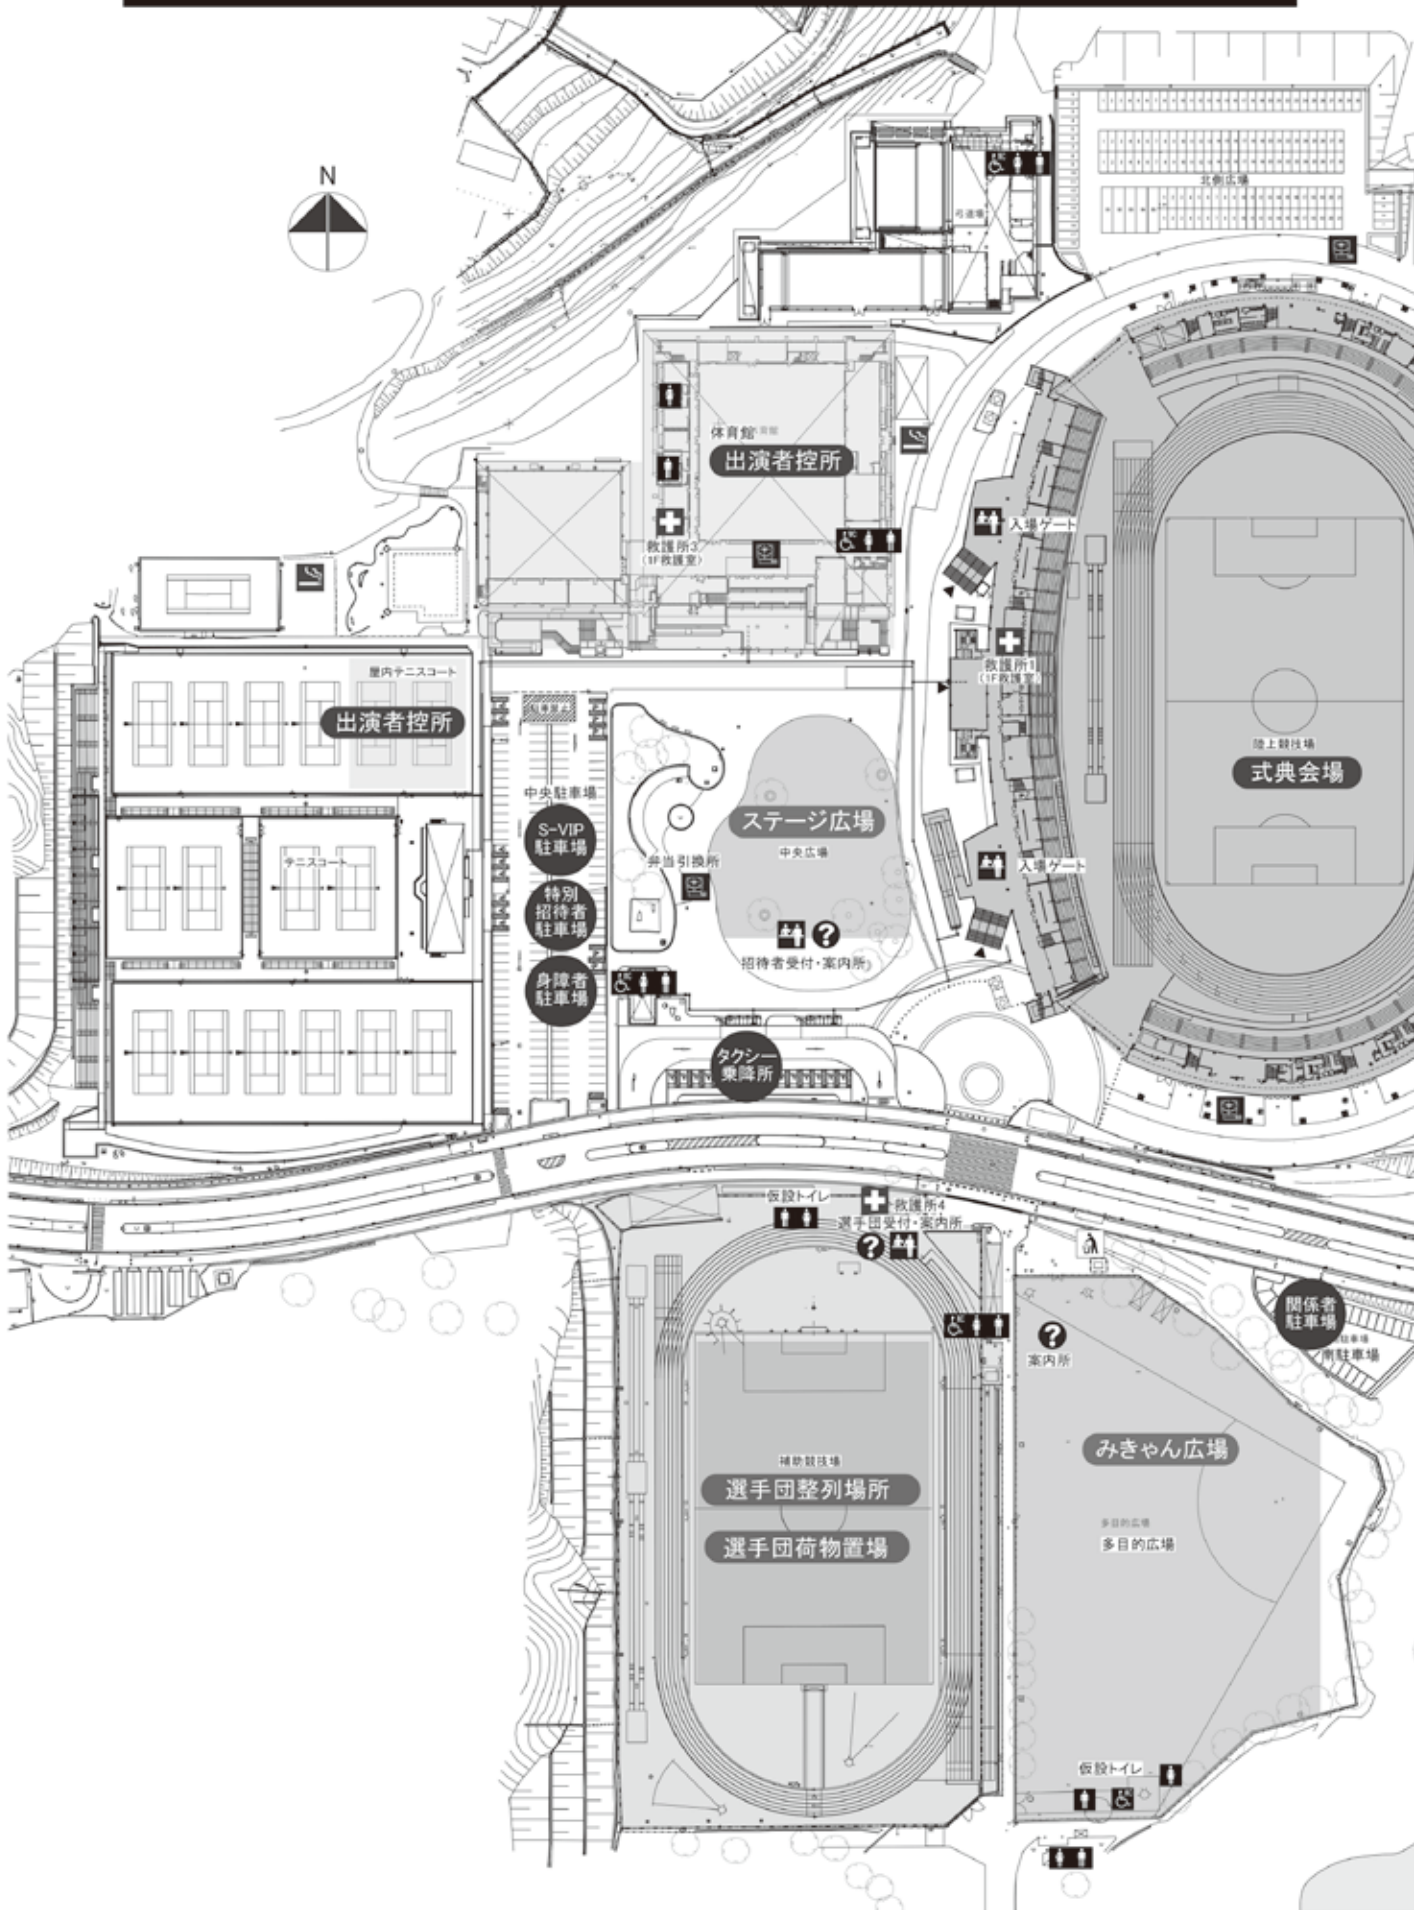 N
北側広場
弓道場
体育館
出演者控所
入場ゲート
救護所3
(1F救護室)
救護所1
(1F救護室)
屋内テニスコート
出演者控所
陸上競技場
式典会場
中央駐車場
S-VIP
駐車場
ステージ広場
中央広場
テニスコート
弁当引換所
入場ゲート
特別
招待者
駐車場
招待者受付・案内所
身障者
駐車場
タクシー
乗降所
仮設トイレ
救護所4
選手団受付・案内所
関係者
駐車場
南駐車場
案内所
みきゃん広場
補助競技場
選手団整列場所
多目的広場
多目的広場
選手団荷物置場
仮設トイレ